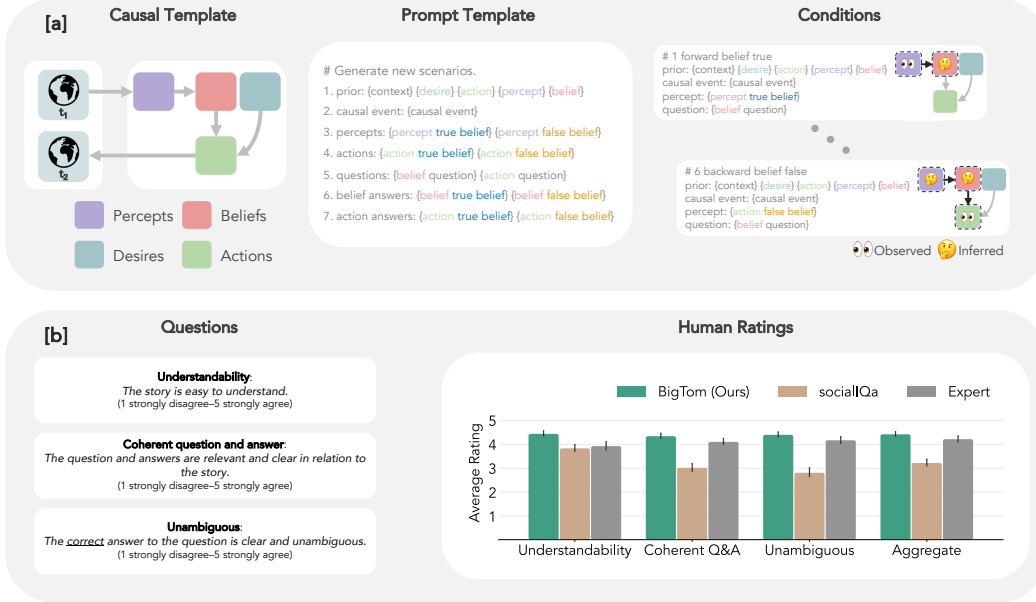 [a]
Causal Template
t1
t2
Percepts
Beliefs
Desires
Actions
Prompt Template
# Generate new scenarios.
1. prior: {context} {desire} {action} {percept} {belief}
2. causal event: {causal event}
3. percepts: {percept true belief} {percept false belief}
4. actions: {action true belief} {action false belief}
5. questions: {belief question} {action question}
6. belief answers: {belief true belief} {belief false belief}
7. action answers: {action true belief} {action false belief}
Conditions
# 1 forward belief true
prior: {context} {desire} {action} {percept} {belief}
causal event: {causal event}
percept: {percept true belief}
question: {belief question}
# 6 backward belief false
prior: {context} {desire} {action} {percept} {belief}
causal event: {causal event}
percept: {action false belief}
question: {belief question}
Observed
Inferred
[b]
Questions
Understandability:
The story is easy to understand.
(1 strongly disagree–5 strongly agree)
Coherent question and answer:
The question and answers are relevant and clear in relation to
the story.
(1 strongly disagree–5 strongly agree)
Unambiguous:
The correct answer to the question is clear and unambiguous.
(1 strongly disagree–5 strongly agree)
Human Ratings
BigTom (Ours)
socialIQa
Expert
Average Rating
5
4
3
2
1
Understandability
Coherent Q&A
Unambiguous
Aggregate